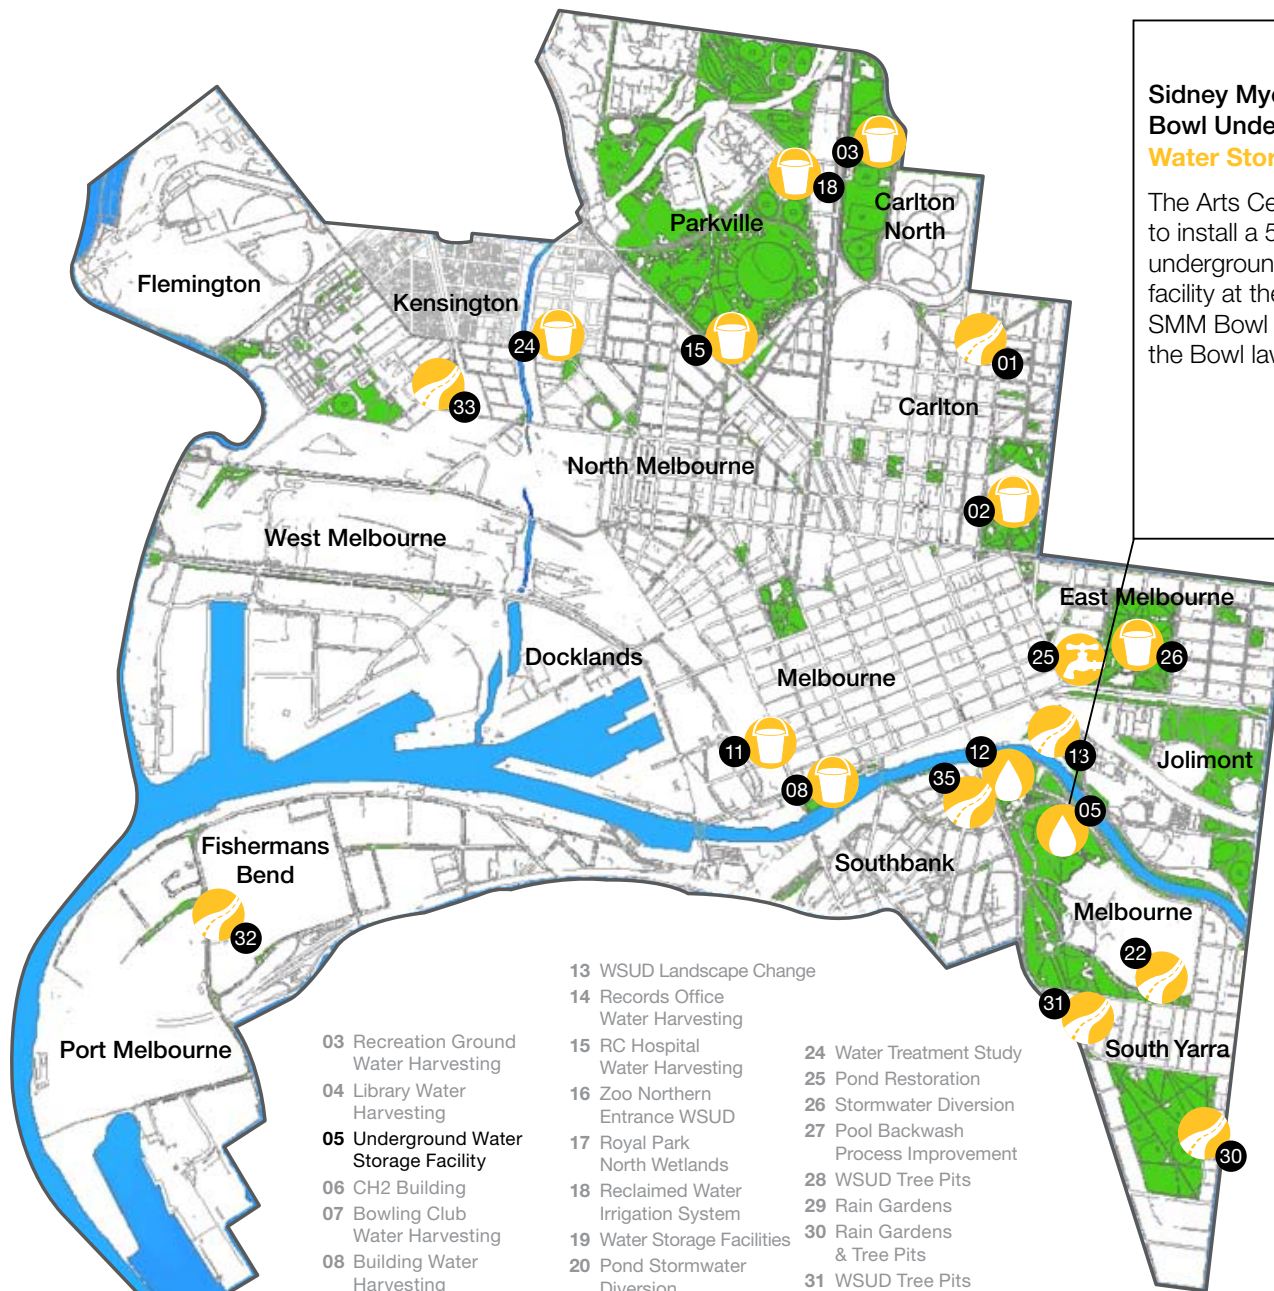 Sidney
Bowl
Water
The Arts
to install a
underground
facility at the
SMM Bowl
the Bowl
03
18
Carlton
North
Parkville
Flemington
Kensington
24
15
01
33
Carlton
North Melbourne
02
West Melbourne
East Melbourne
25
26
Docklands
Melbourne
11
12
13
Jolimont
35
08
05
Southbank
Fishermans
Bend
32
Melbourne
22
31
Port Melbourne
South Yarra
30
03 Recreation Ground
Water Harvesting
04 Library Water
Harvesting
05 Underground Water
Storage Facility
06 CH2 Building
07 Bowling Club
Water Harvesting
08 Building Water
Harvesting
13 WSUD Landscape Change
14 Records Office
Water Harvesting
15 RC Hospital
Water Harvesting
16 Zoo Northern
Entrance WSUD
17 Royal Park
North Wetlands
18 Reclaimed Water
Irrigation System
19 Water Storage Facilities
20 Pond Stormwater
Diversion
24 Water Treatment Study
25 Pond Restoration
26 Stormwater Diversion
27 Pool Backwash
Process Improvement
28 WSUD Tree Pits
29 Rain Gardens
30 Rain Gardens
& Tree Pits
31 WSUD Tree Pits